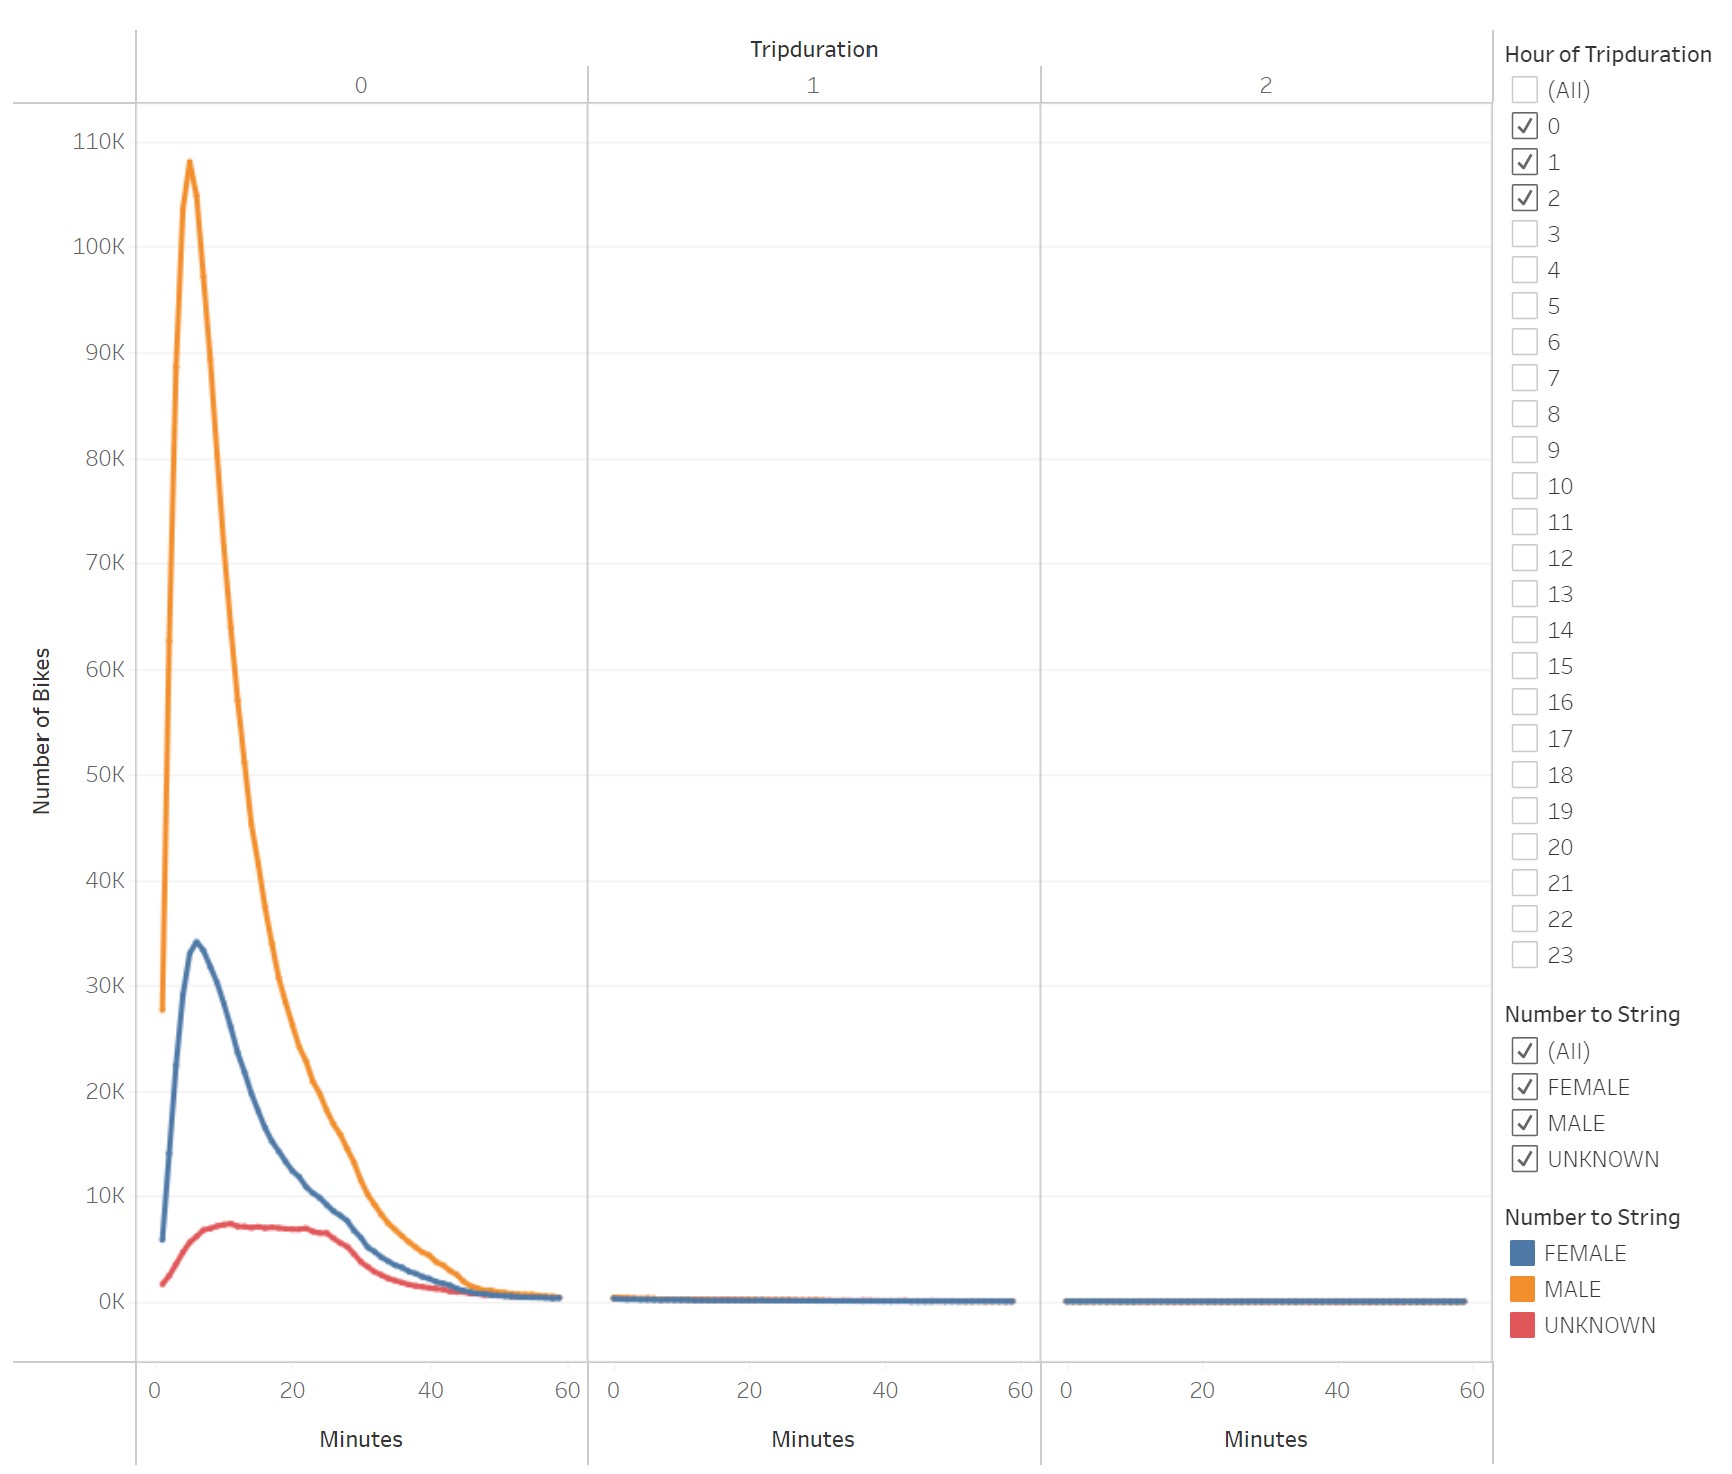 Tripduration
0 1 2
110K
100K
90K
80K
70K
60K
50K
40K
30K
20K
10K
0K
Number of Bikes
0 20 40 60 0 20 40 60 0 20 40 60
Minutes Minutes Minutes
Hour of Tripduration
(All)
0
1
2
3
4
5
6
7
8
9
10
11
12
13
14
15
16
17
18
19
20
21
22
23
Number to String
(All)
FEMALE
MALE
UNKNOWN
Number to String
FEMALE
MALE
UNKNOWN